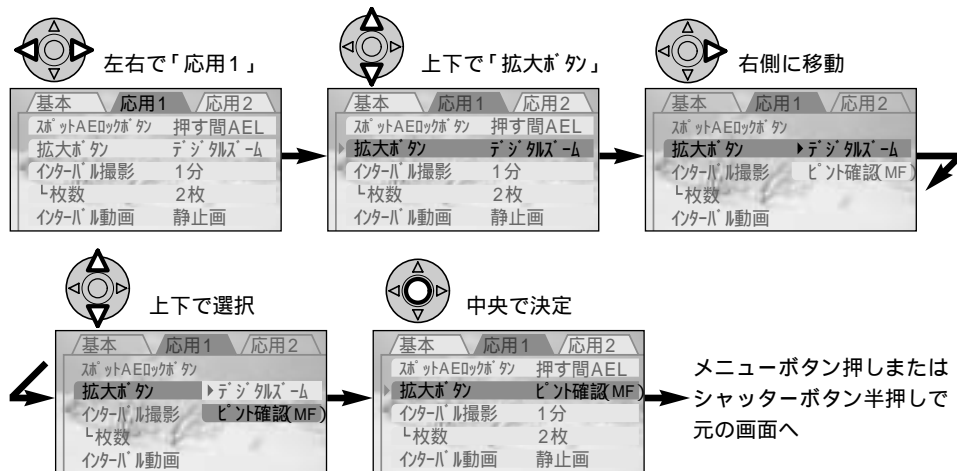 左右で「応用1」
基本 応用1 応用2
ｽﾎﾟｯﾄAEﾛｯｸﾎﾞﾀﾝ 押す間AEL
拡大ﾎﾞﾀﾝ ﾃﾞｼﾞﾀﾙｽﾞｰﾑ
ｲﾝﾀｰﾊﾞﾙ撮影 1分
└枚数 2枚
ｲﾝﾀｰﾊﾞﾙ動画 静止画
上下で「拡大ﾎﾞﾀﾝ」
基本 応用1 応用2
ｽﾎﾟｯﾄAEﾛｯｸﾎﾞﾀﾝ 押す間AEL
拡大ﾎﾞﾀﾝ ﾃﾞｼﾞﾀﾙｽﾞｰﾑ
ｲﾝﾀｰﾊﾞﾙ撮影 1分
└枚数 2枚
ｲﾝﾀｰﾊﾞﾙ動画 静止画
右側に移動
基本 応用1 応用2
ｽﾎﾟｯﾄAEﾛｯｸﾎﾞﾀﾝ
拡大ﾎﾞﾀﾝ ﾃﾞｼﾞﾀﾙｽﾞｰﾑ
ｲﾝﾀｰﾊﾞﾙ撮影 ﾋﾟﾝﾄ確認(MF)
└枚数
ｲﾝﾀｰﾊﾞﾙ動画
上下で選択
基本 応用1 応用2
ｽﾎﾟｯﾄAEﾛｯｸﾎﾞﾀﾝ
拡大ﾎﾞﾀﾝ ﾃﾞｼﾞﾀﾙｽﾞｰﾑ
ｲﾝﾀｰﾊﾞﾙ撮影 ﾋﾟﾝﾄ確認(MF)
└枚数
ｲﾝﾀｰﾊﾞﾙ動画
中央で決定
基本 応用1 応用2
ｽﾎﾟｯﾄAEﾛｯｸﾎﾞﾀﾝ 押す間AEL
拡大ﾎﾞﾀﾝ ﾋﾟﾝﾄ確認(MF)
ｲﾝﾀｰﾊﾞﾙ撮影 1分
└枚数 2枚
ｲﾝﾀｰﾊﾞﾙ動画 静止画
メニューボタン押しまたは
シャッターボタン半押しで
元の画面へ